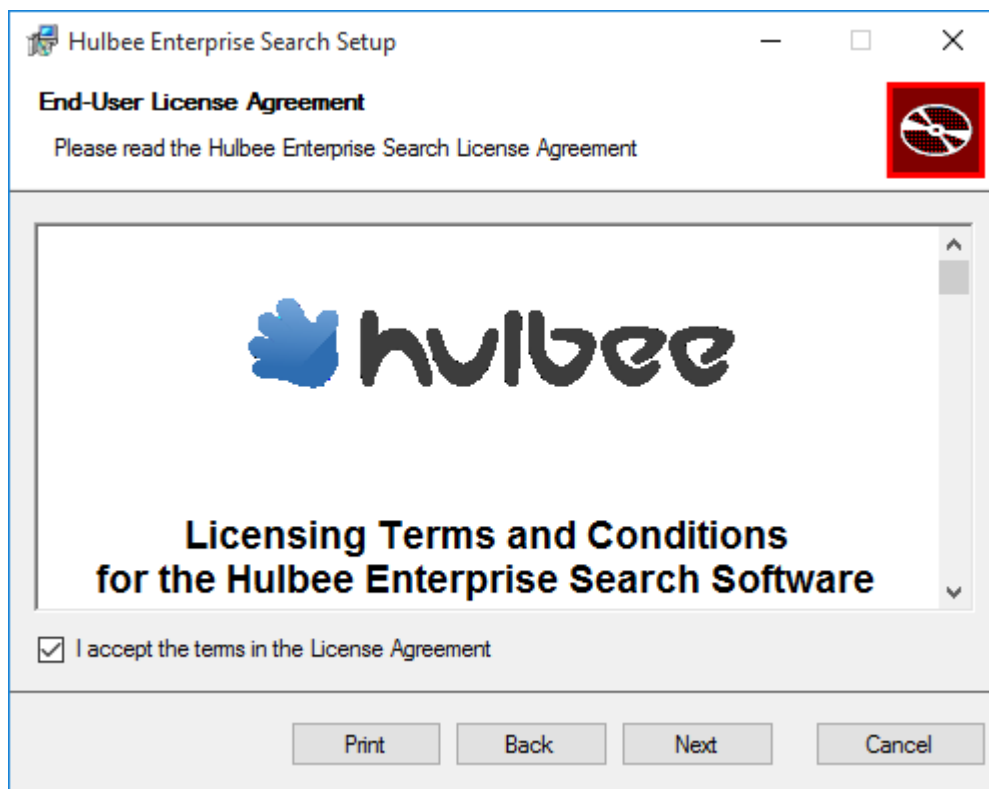 Hulbee Enterprise Search Setup
End-User License Agreement
Please read the Hulbee Enterprise Search License Agreement
hulbee
Licensing Terms and Conditions
for the Hulbee Enterprise Search Software
I accept the terms in the License Agreement
Print Back Next Cancel